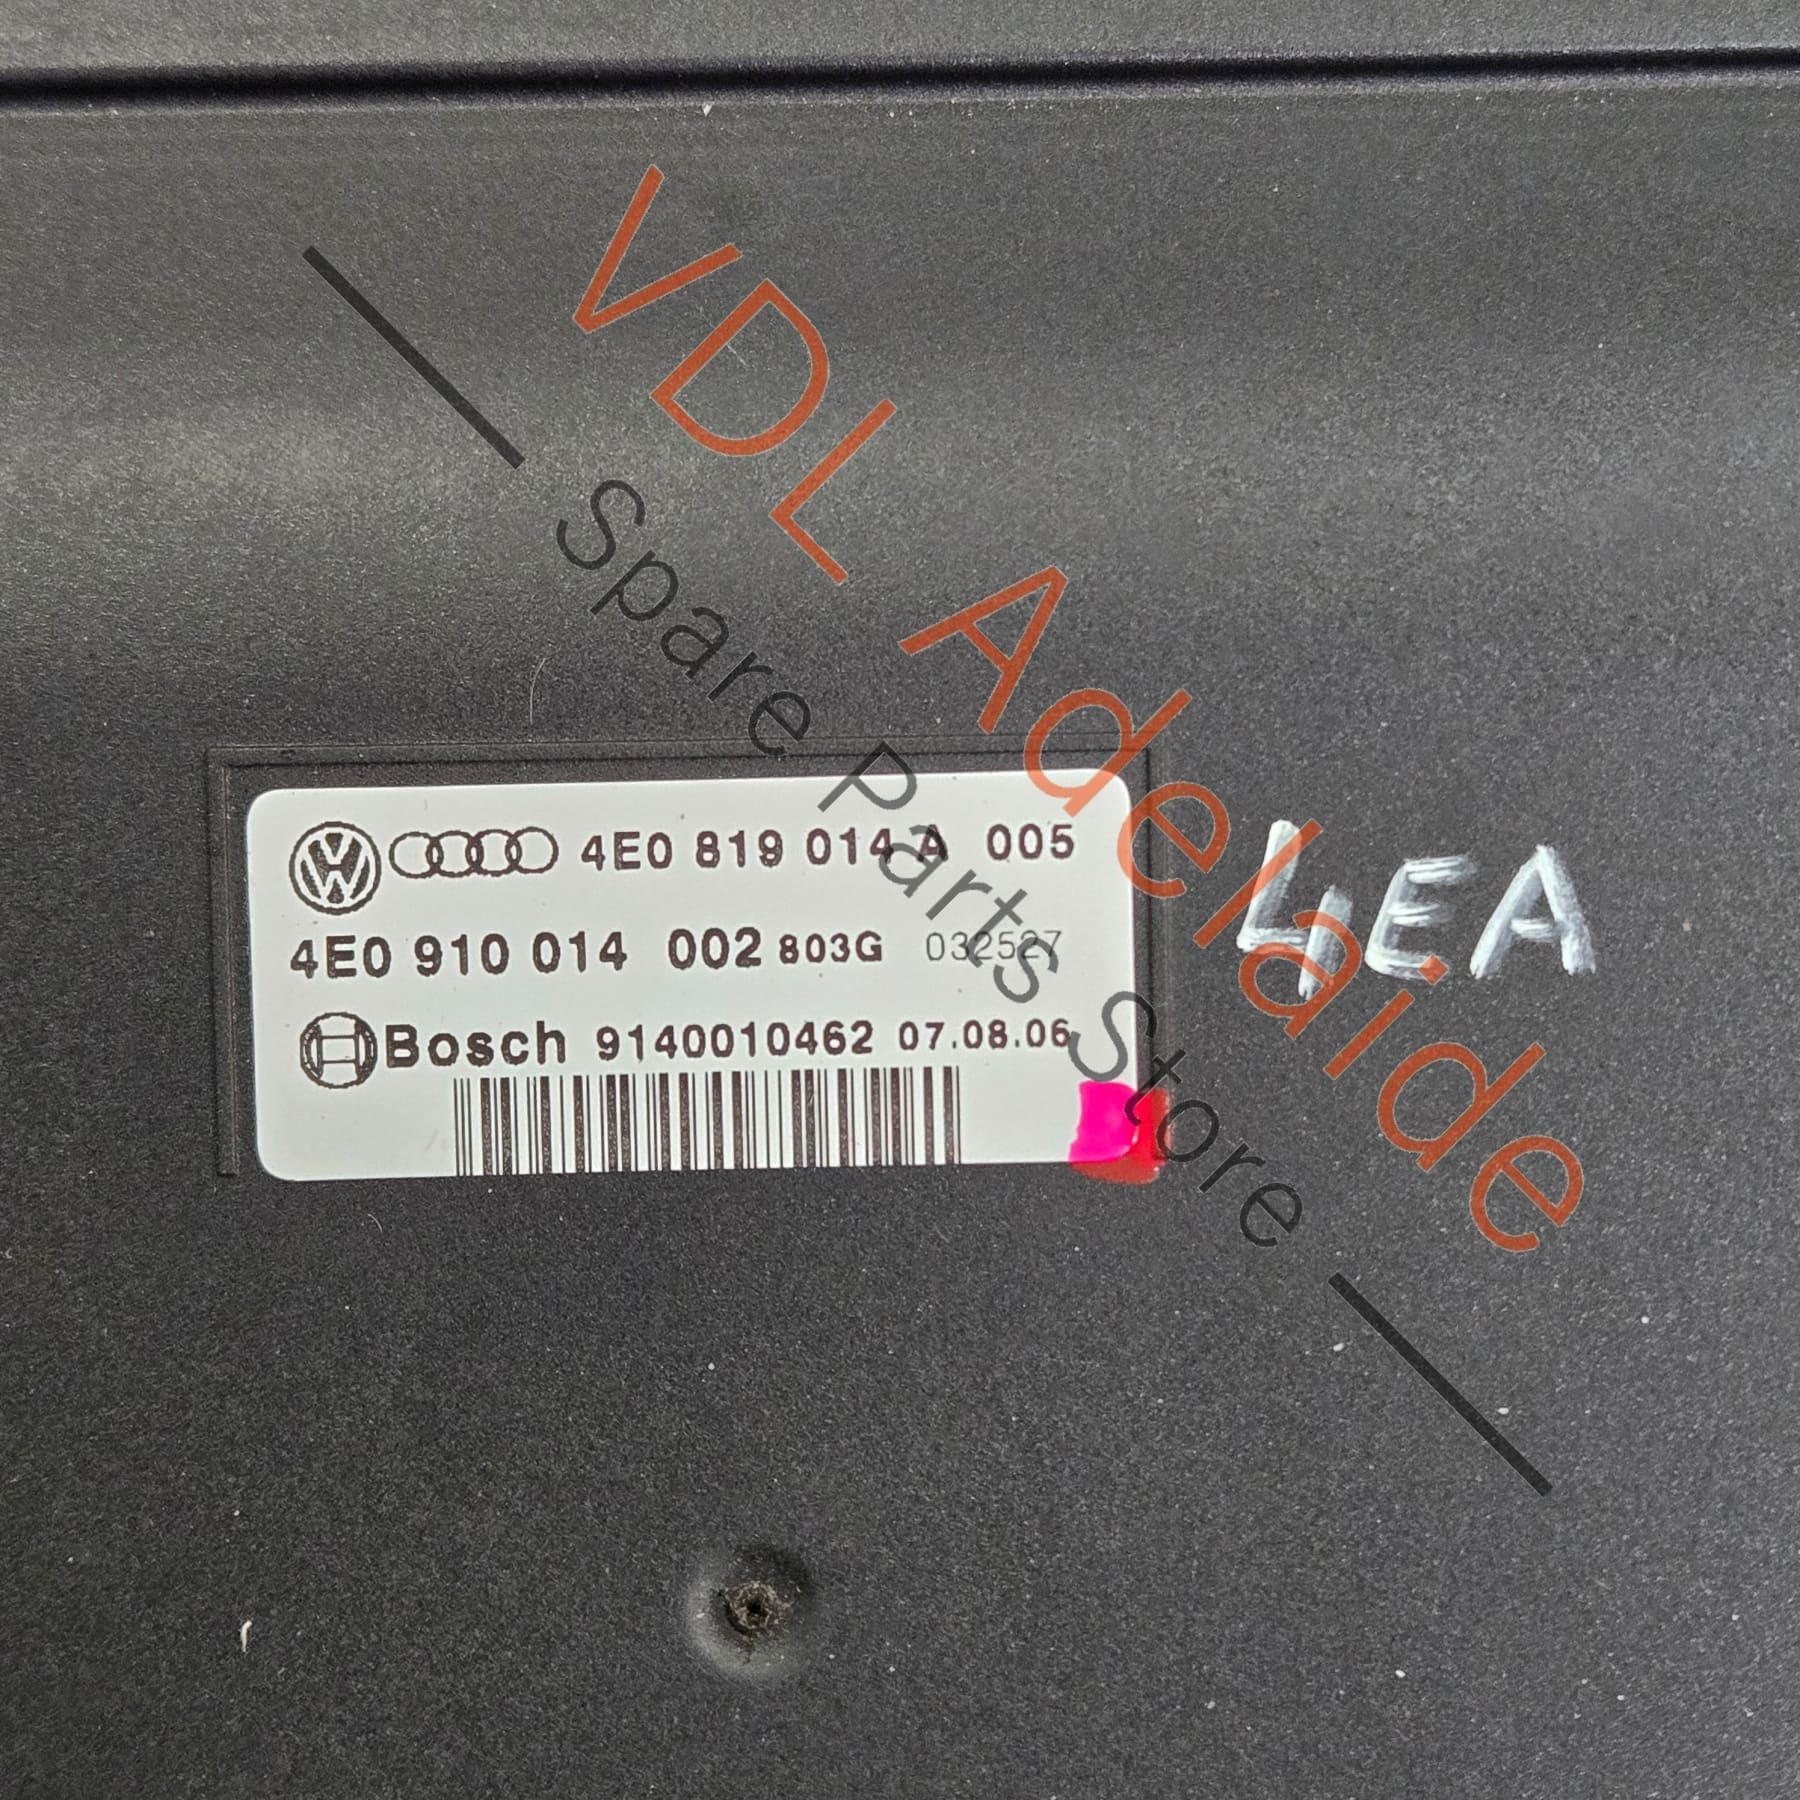 VDL Adelaide
Spare Parts Store
4E0 819 014 A 005
4E0 910 014 002 803G 032527
Bosch 9140010462 07.08.06
4EA